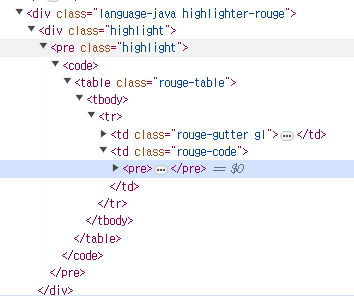 ▼<div class="language-java highlighter-rouge">
▼<div class="highlight">
▼<pre class="highlight">
▼<code>
▼<table class="rouge-table">
▼<tbody>
▼<tr>
▶<td class="rouge-gutter gl">…</td>
▼<td class="rouge-code">
▶<pre>…</pre> == $0
</td>
</tr>
</tbody>
</table>
</code>
</pre>
</div>